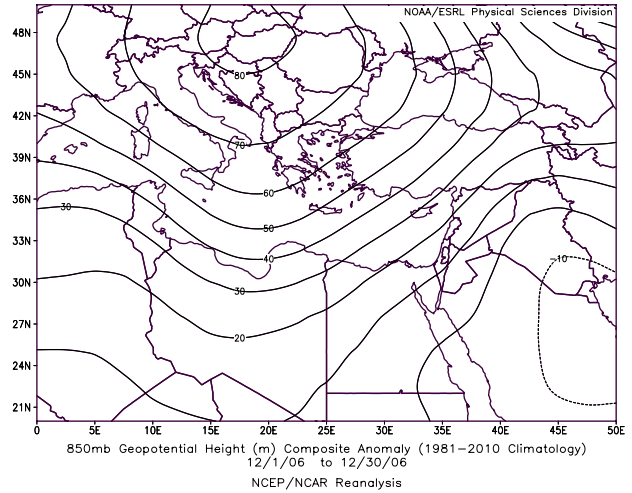 NOAA/ESRL Physical Sciences Division
48N
45N
42N
39N
36N
33N
30N
27N
24N
21N
80
70
60
50
40
30
30
20
-10
0
5E
10E
15E
20E
25E
30E
35E
40E
45E
50E
850mb Geopotential Height (m) Composite Anomaly (1981-2010 Climatology)
12/1/06 to 12/30/06
NCEP/NCAR Reanalysis